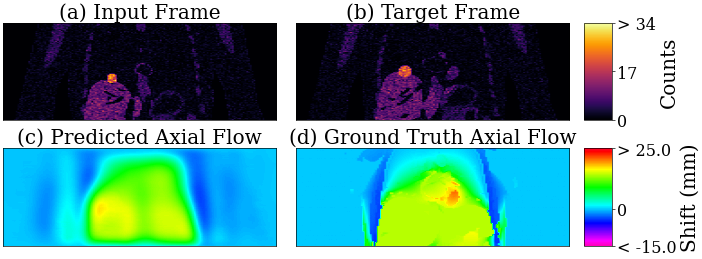 (a) Input Frame
(b) Target Frame
> 34
17
0
Counts
(c) Predicted Axial Flow
(d) Ground Truth Axial Flow
> 25.0
0
< -15.0
Shift (mm)